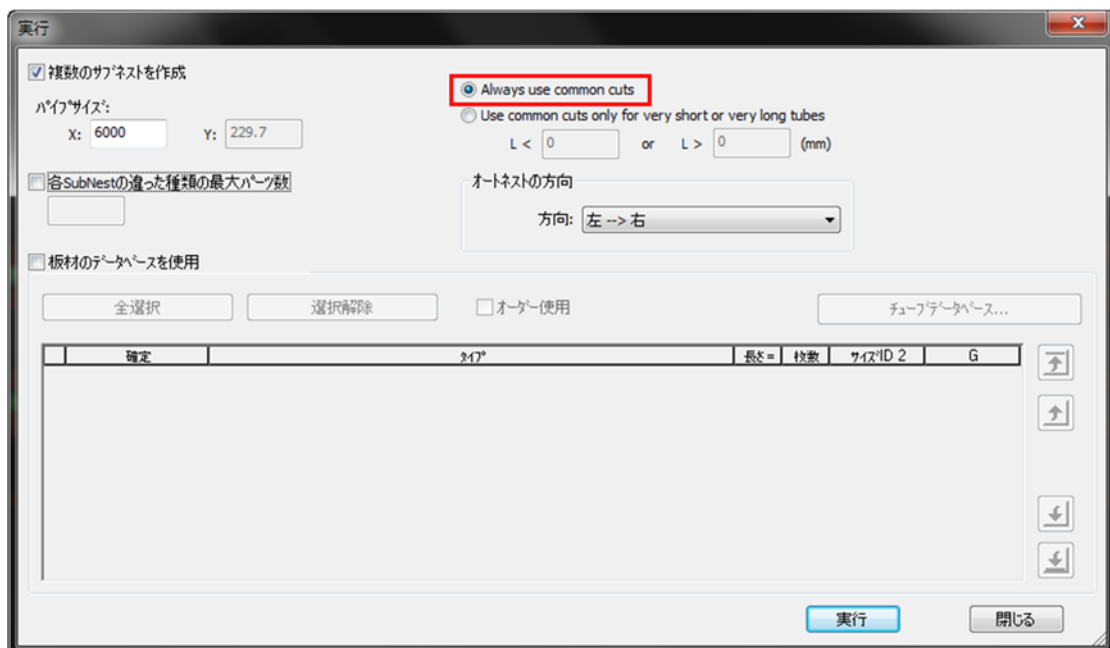 実行
複数のサブネストを作成
パイプサイズ:
X: 6000 Y: 229.7
Always use common cuts
Use common cuts only for very short or very long tubes
L < 0 or L > 0 (mm)
各SubNestの違った種類の最大パーツ数
オートネストの方向
方向: 左 --> 右
板材のデータベースを使用
全選択 選択解除 オーダー使用 チューブデータベース...
確定 タイプ 長さ= 枚数 サイズID 2 G
実行 閉じる